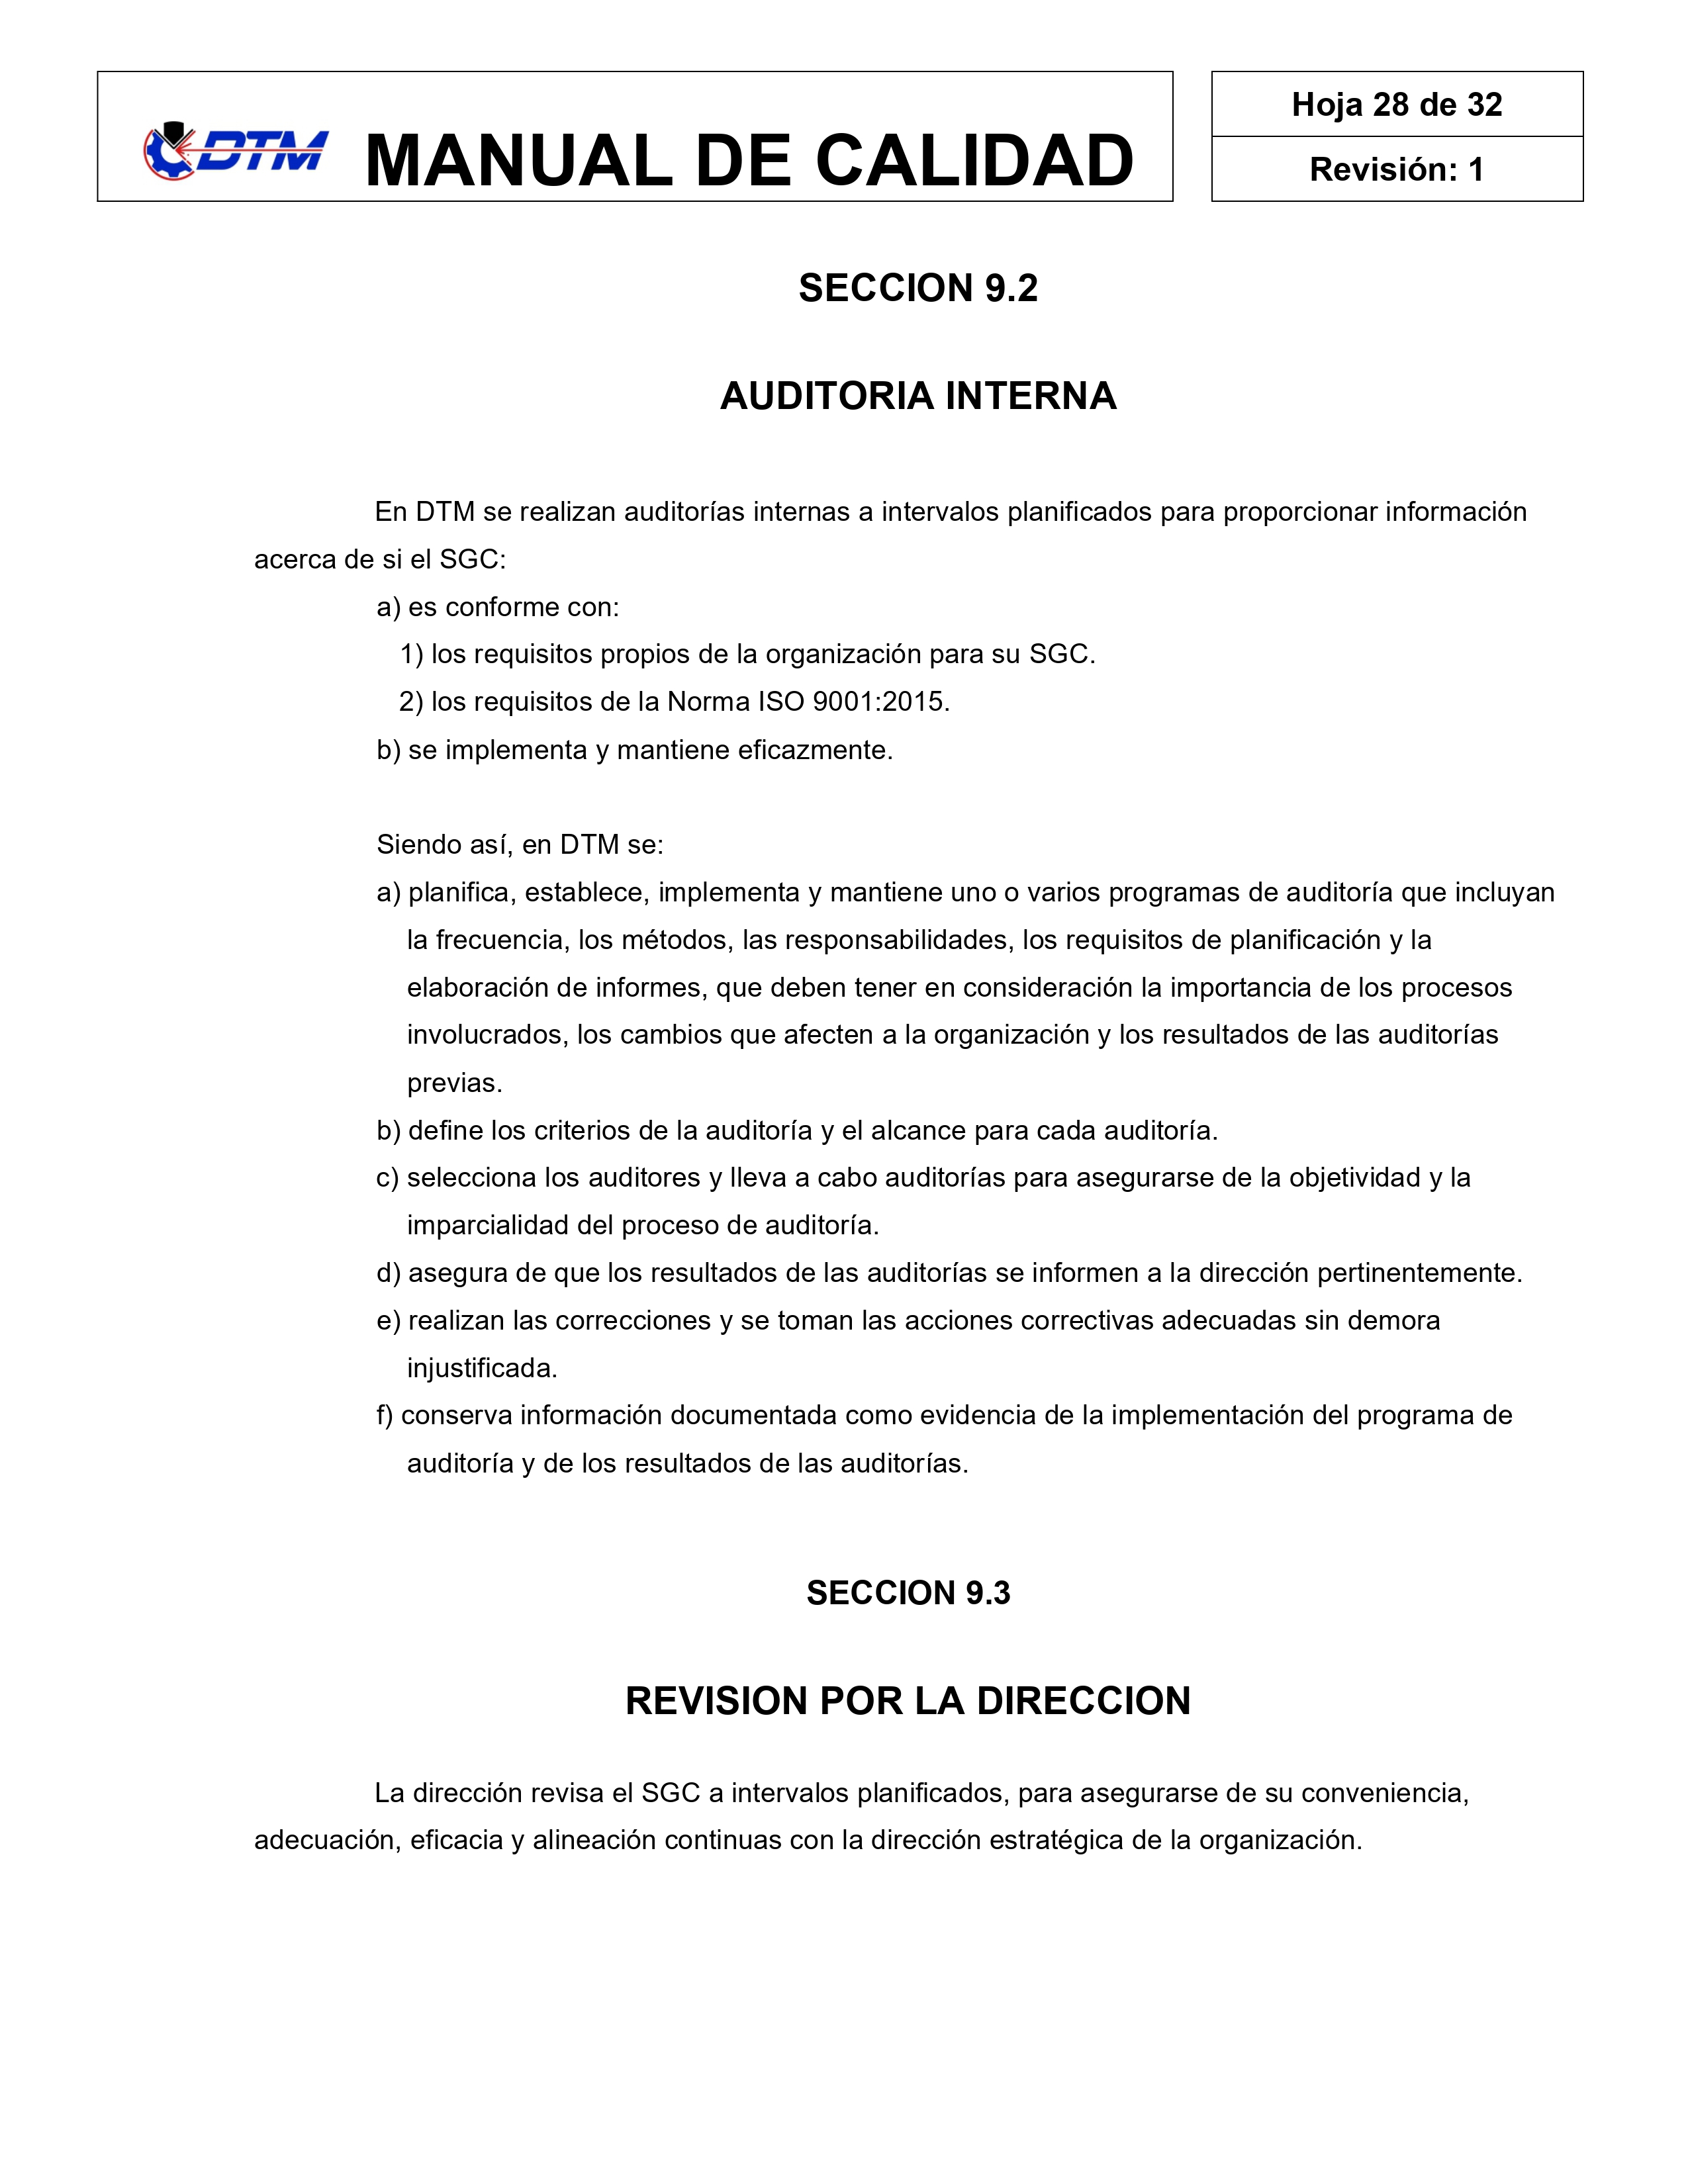 DTM
MANUAL DE CALIDAD
Hoja 28 de 32
Revisión: 1
SECCION 9.2
AUDITORIA INTERNA
En DTM se realizan auditorías internas a intervalos planificados para proporcionar información
acerca de si el SGC:
a) es conforme con:
1) los requisitos propios de la organización para su SGC.
2) los requisitos de la Norma ISO 9001:2015.
b) se implementa y mantiene eficazmente.
Siendo así, en DTM se:
a) planifica, establece, implementa y mantiene uno o varios programas de auditoría que incluyan
la frecuencia, los métodos, las responsabilidades, los requisitos de planificación y la
elaboración de informes, que deben tener en consideración la importancia de los procesos
involucrados, los cambios que afecten a la organización y los resultados de las auditorías
previas.
b) define los criterios de la auditoría y el alcance para cada auditoría.
c) selecciona los auditores y lleva a cabo auditorías para asegurarse de la objetividad y la
imparcialidad del proceso de auditoría.
d) asegura de que los resultados de las auditorías se informen a la dirección pertinentemente.
e) realizan las correcciones y se toman las acciones correctivas adecuadas sin demora
injustificada.
f) conserva información documentada como evidencia de la implementación del programa de
auditoría y de los resultados de las auditorías.
SECCION 9.3
REVISION POR LA DIRECCION
La dirección revisa el SGC a intervalos planificados, para asegurarse de su conveniencia,
adecuación, eficacia y alineación continuas con la dirección estratégica de la organización.